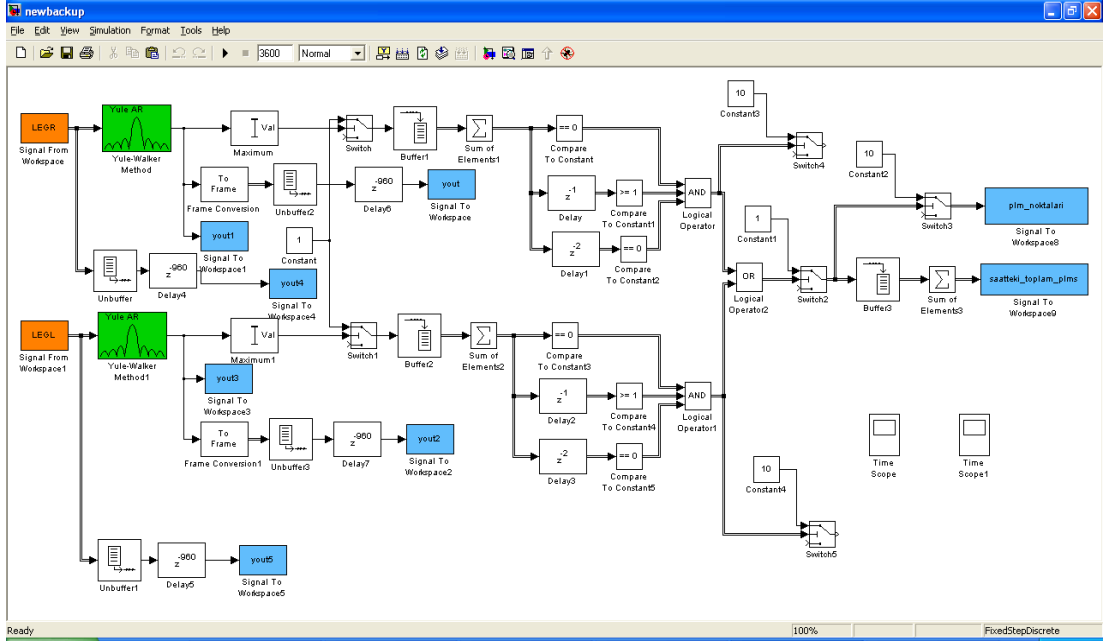 newbackup
File Edit View Simulation Format Tools Help
3600 Normal
LEGR
Signal From
Workspace
Yule AR
Yule-Walker
Method
Val
Maximum
Switch
Buffer1
Sum of
Elements1
== 0
Compare
To Constant
10
Constant3
Switch4
To
Frame
Frame Conversion
Unbuffer2
-960
z
Delay6
yout
Signal To
Workspace
-1
z
Delay
>= 1
Compare
To Constant1
AND
Logical
Operator
10
Constant2
Switch3
plm_noktalari
Signal To
Workspace8
yout1
Signal To
Workspace1
1
Constant
-2
z
Delay1
== 0
Compare
To Constant2
1
Constant1
Unbuffer
-960
z
Delay4
yout4
Signal To
Workspace4
OR
Logical
Operator2
Switch2
Buffer3
Sum of
Elements3
saatteki_toplam_plms
Signal To
Workspace9
LEGL
Signal From
Workspace1
Yule AR
Yule-Walker
Method1
Val
Maximum1
Switch1
Buffer2
Sum of
Elements2
== 0
Compare
To Constant3
yout3
Signal To
Workspace3
-1
z
Delay2
>= 1
Compare
To Constant4
AND
Logical
Operator1
To
Frame
Frame Conversion1
Unbuffer3
-960
z
Delay7
yout2
Signal To
Workspace2
-2
z
Delay3
== 0
Compare
To Constant5
10
Constant4
Time
Scope
Time
Scope1
Unbuffer1
-960
z
Delay5
yout5
Signal To
Workspace5
Switch5
Ready 100% FixedStepDiscrete